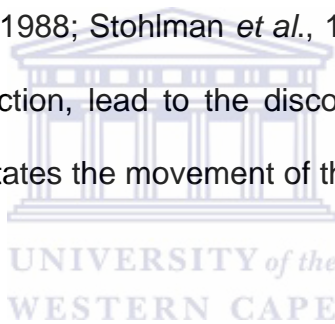 1988; Stohlman et al., 1
ction, lead to the disco
tates the movement of th
UNIVERSITY of the
WESTERN CAPE